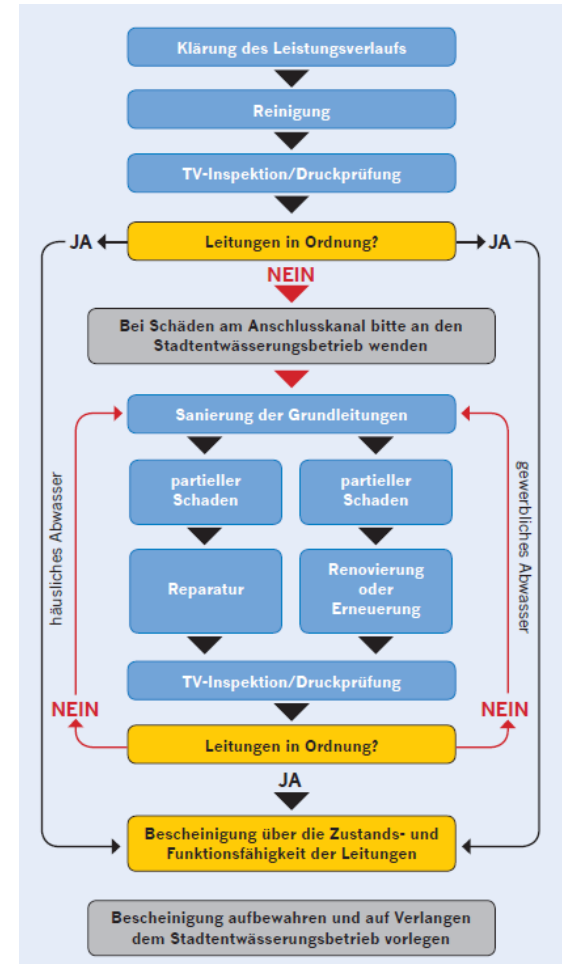 Klärung des Leistungsverlaufs
Reinigung
TV-Inspektion/Druckprüfung
JA
Leitungen in Ordnung?
JA
NEIN
Bei Schäden am Anschlusskanal bitte an den
Stadtentwässerungsbetrieb wenden
Sanierung der Grundleitungen
partieller
Schaden
partieller
Schaden
häusliches Abwasser
gewerbliches Abwasser
Reparatur
Renovierung
oder
Erneuerung
TV-Inspektion/Druckprüfung
NEIN
NEIN
Leitungen in Ordnung?
JA
Bescheinigung über die Zustands- und
Funktionsfähigkeit der Leitungen
Bescheinigung aufbewahren und auf Verlangen
dem Stadtentwässerungsbetrieb vorlegen